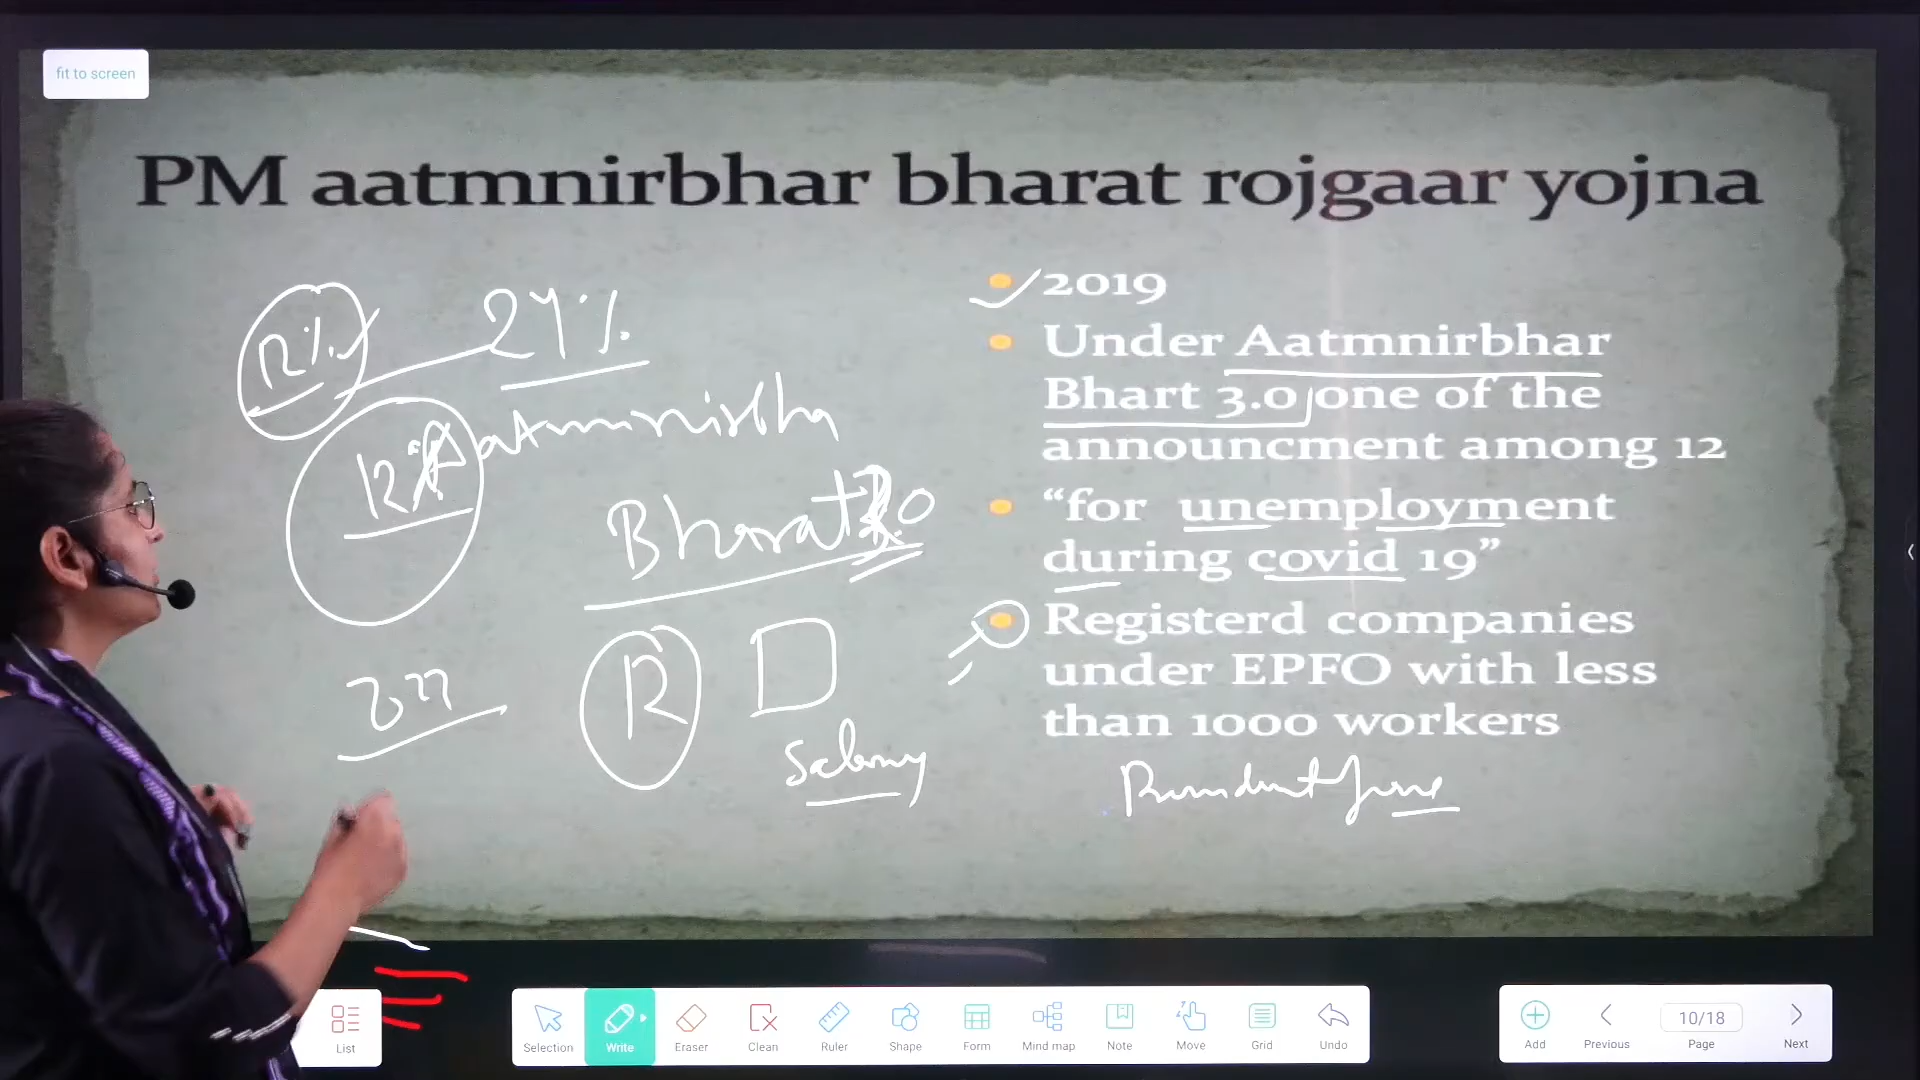 fit to screen
PM aatmnirbhar bharat rojgaar yojna
2019
Under Aatmnirbhar
Bhart 3.0 one of the
announcment among 12
“for unemployment
during covid 19”
Registerd companies
under EPFO with less
than 1000 workers
12%
24%
Aatmnirbha
Bharat 3.0
R
Salary
List
Selection
Write
Eraser
Clean
Ruler
Shape
Form
Mind map
Note
Move
Grid
Undo
Add
Previous
10/18
Page
Next